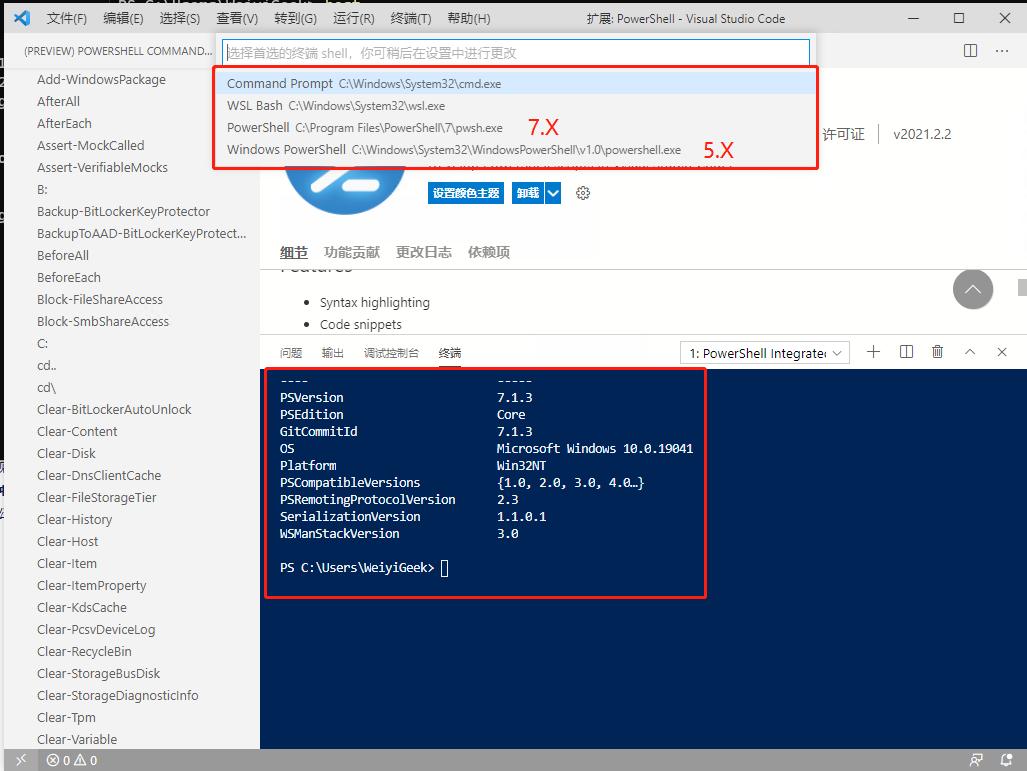 文件(F) 编辑(E) 选择(S) 查看(V) 转到(G) 运行(R) 终端(T) 帮助(H) 扩展: PowerShell - Visual Studio Code
(PREVIEW) POWERSHELL COMMAND...
选择首选的终端 shell，你可稍后在设置中进行更改
Command Prompt C:\Windows\System32\cmd.exe
WSL Bash C:\Windows\System32\wsl.exe
PowerShell C:\Program Files\PowerShell\7\pwsh.exe 7.X
Windows PowerShell C:\Windows\System32\WindowsPowerShell\v1.0\powershell.exe 5.X
Add-WindowsPackage
AfterAll
AfterEach
Assert-MockCalled
Assert-VerifiableMocks
B:
Backup-BitLockerKeyProtector
BackupToAAD-BitLockerKeyProtect...
BeforeAll
BeforeEach
Block-FileShareAccess
Block-SmbShareAccess
C:
cd..
cd\
Clear-BitLockerAutoUnlock
Clear-Content
Clear-Disk
Clear-DnsClientCache
Clear-FileStorageTier
Clear-History
Clear-Host
Clear-Item
Clear-ItemProperty
Clear-KdsCache
Clear-PcsvDeviceLog
Clear-RecycleBin
Clear-StorageBusDisk
Clear-StorageDiagnosticInfo
Clear-Tpm
Clear-Variable
许可证 v2021.2.2
设置颜色主题 卸载
细节 功能贡献 更改日志 依赖项
Features
Syntax highlighting
Code snippets
问题 输出 调试控制台 终端 1: PowerShell Integrate
---- -----
PSVersion 7.1.3
PSEdition Core
GitCommitId 7.1.3
OS Microsoft Windows 10.0.19041
Platform Win32NT
PSCompatibleVersions {1.0, 2.0, 3.0, 4.0…}
PSRemotingProtocolVersion 2.3
SerializationVersion 1.1.0.1
WSManStackVersion 3.0
PS C:\Users\WeiyiGeek>
0 0